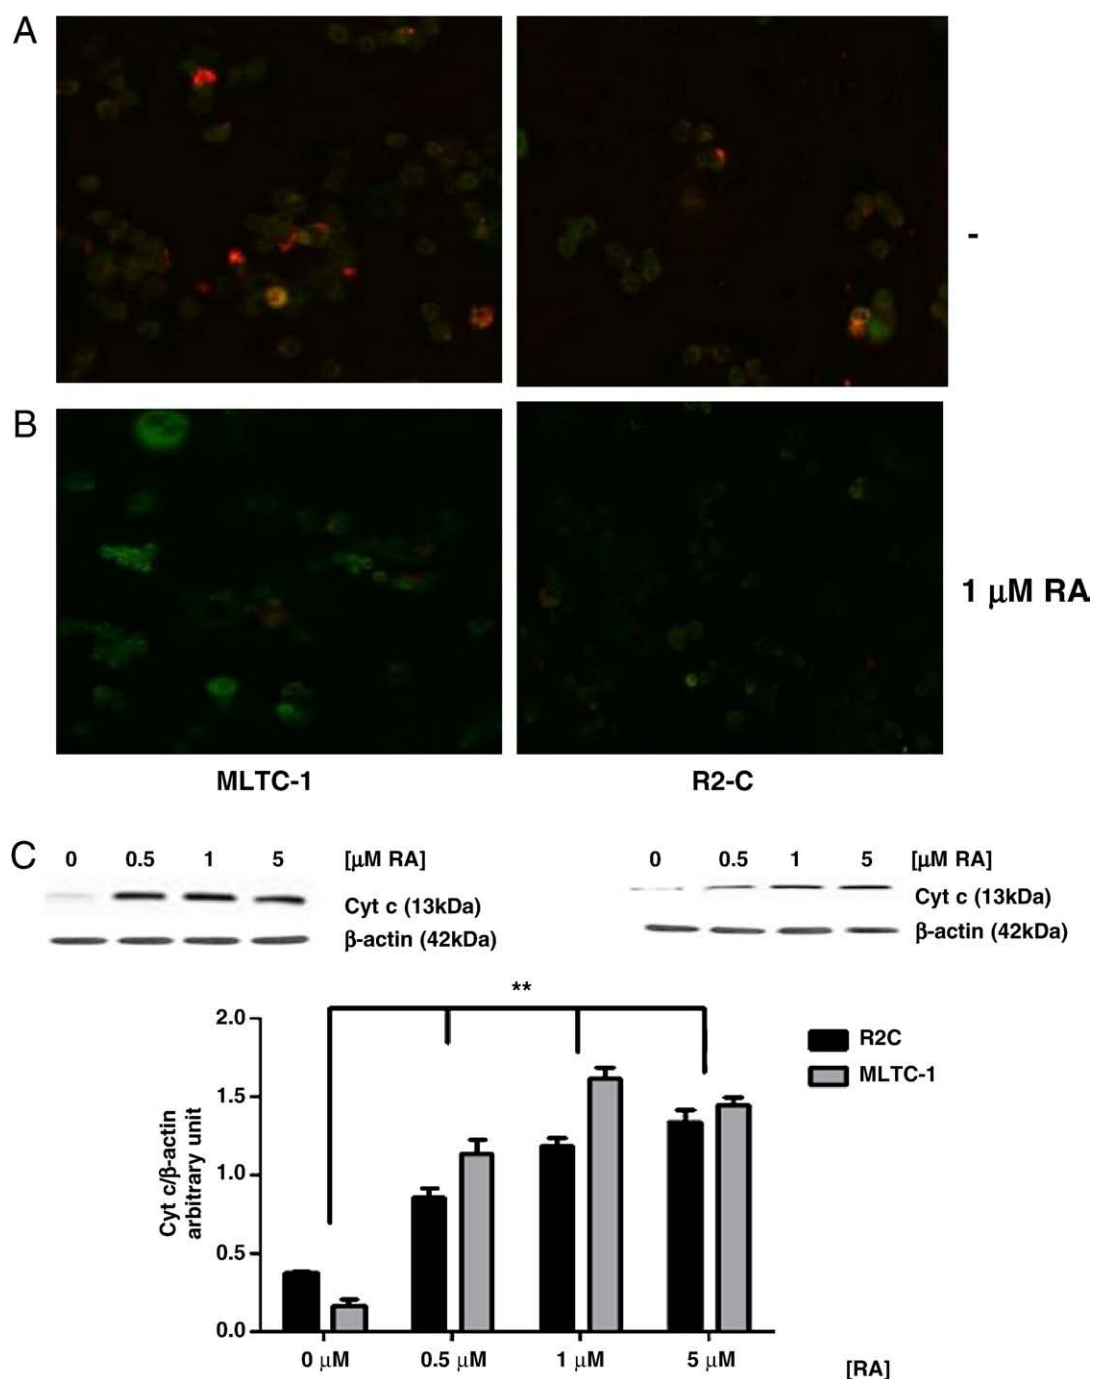 A
-
B
1 μM RA
MLTC-1
R2-C
C
0 0.5 1 5 [μM RA]
Cyt c (13kDa)
β-actin (42kDa)
0 0.5 1 5 [μM RA]
Cyt c (13kDa)
β-actin (42kDa)
**
2.0
1.5
1.0
0.5
0.0
Cyt c/β-actin
arbitrary unit
R2C
MLTC-1
0 μM 0.5 μM 1 μM 5 μM
[RA]